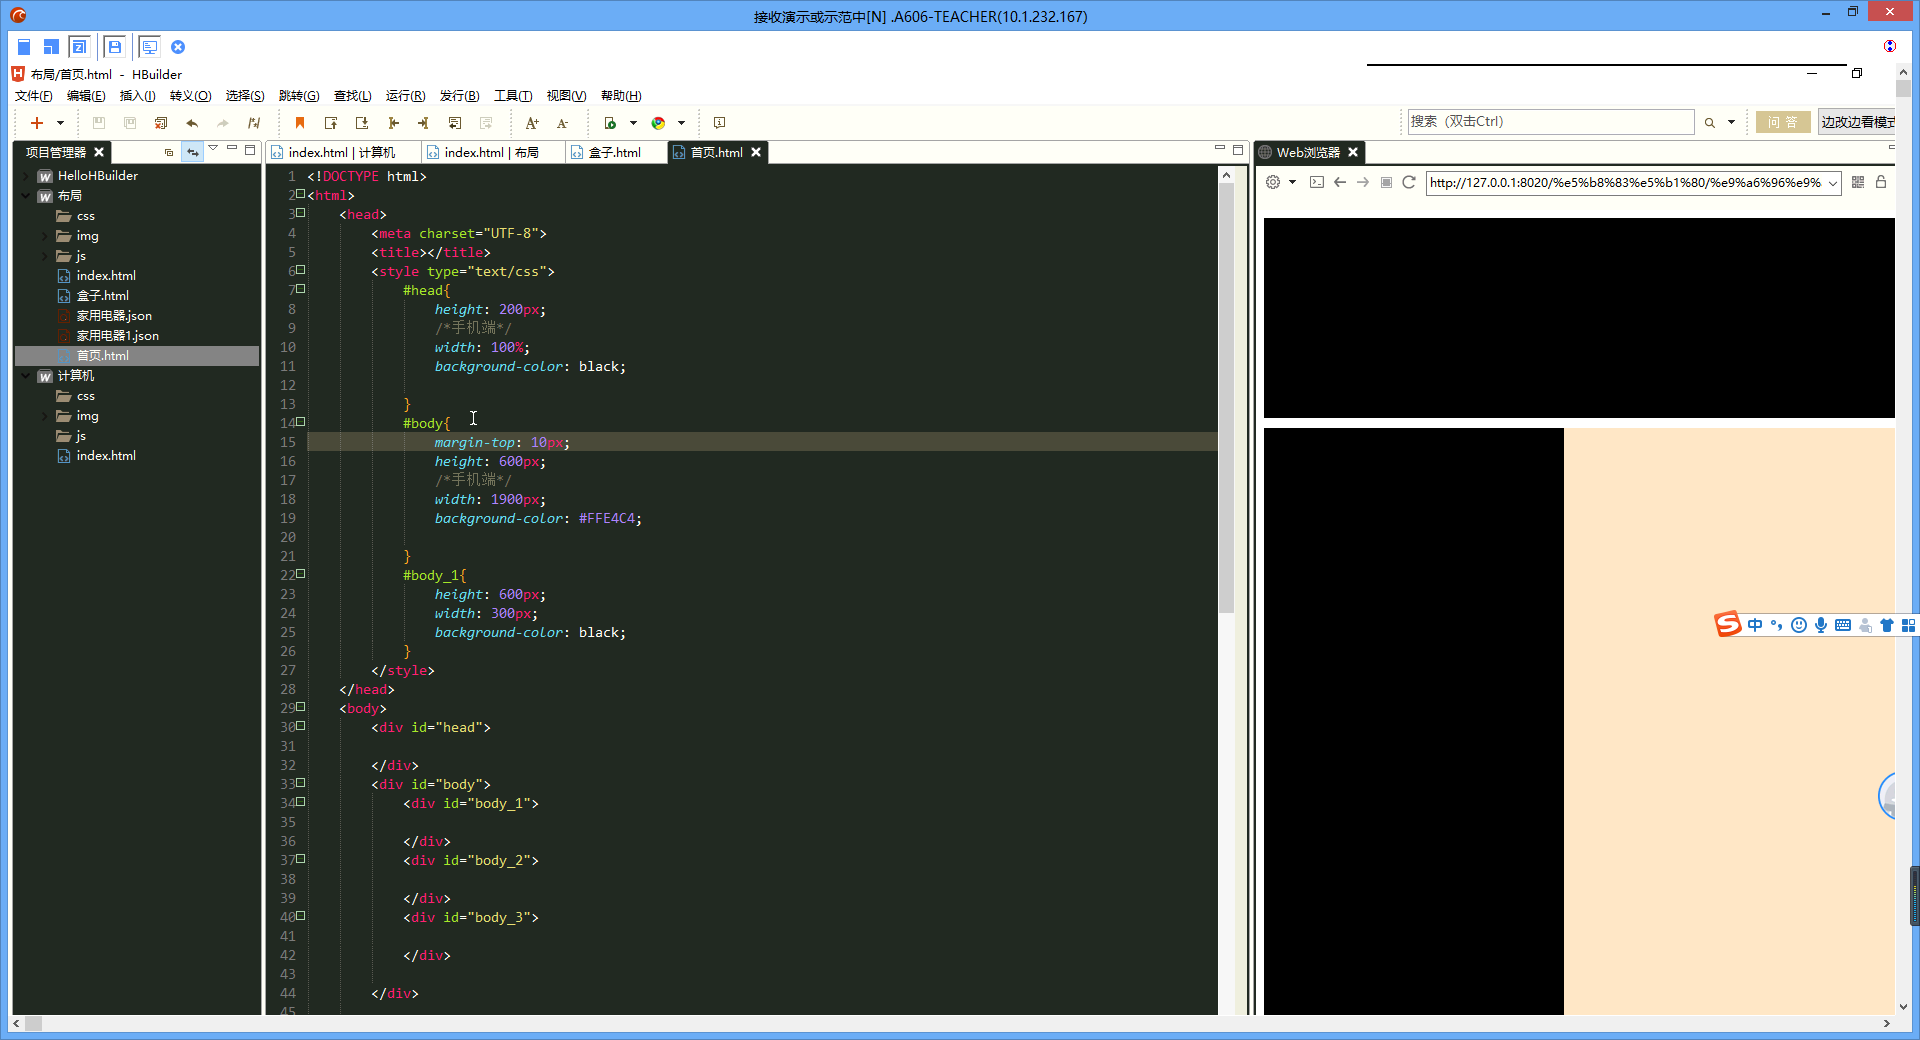 接收演示或示范中[N] .A606-TEACHER(10.1.232.167)
布局/首页.html - HBuilder
文件(F) 编辑(E) 插入(I) 转义(O) 选择(S) 跳转(G) 查找(L) 运行(R) 发行(B) 工具(T) 视图(V) 帮助(H)
搜索 (双击Ctrl)
问 答
边改边看模式
项目管理器
index.html | 计算机
index.html | 布局
盒子.html
首页.html
Web浏览器
http://127.0.0.1:8020/%e5%b8%83%e5%b1%80/%e9%a6%96%e9%
HelloHBuilder
布局
css
img
js
index.html
盒子.html
家用电器.json
家用电器1.json
首页.html
计算机
css
img
js
index.html
1 <!DOCTYPE html>
2 <html>
3 <head>
4 <meta charset="UTF-8">
5 <title></title>
6 <style type="text/css">
7 #head{
8 height: 200px;
9 /*手机端*/
10 width: 100%;
11 background-color: black;
12
13 }
14 #body{
15 margin-top: 10px;
16 height: 600px;
17 /*手机端*/
18 width: 1900px;
19 background-color: #FFE4C4;
20
21 }
22 #body_1{
23 height: 600px;
24 width: 300px;
25 background-color: black;
26 }
27 </style>
28 </head>
29 <body>
30 <div id="head">
31
32 </div>
33 <div id="body">
34 <div id="body_1">
35
36 </div>
37 <div id="body_2">
38
39 </div>
40 <div id="body_3">
41
42 </div>
43
44 </div>
45
中